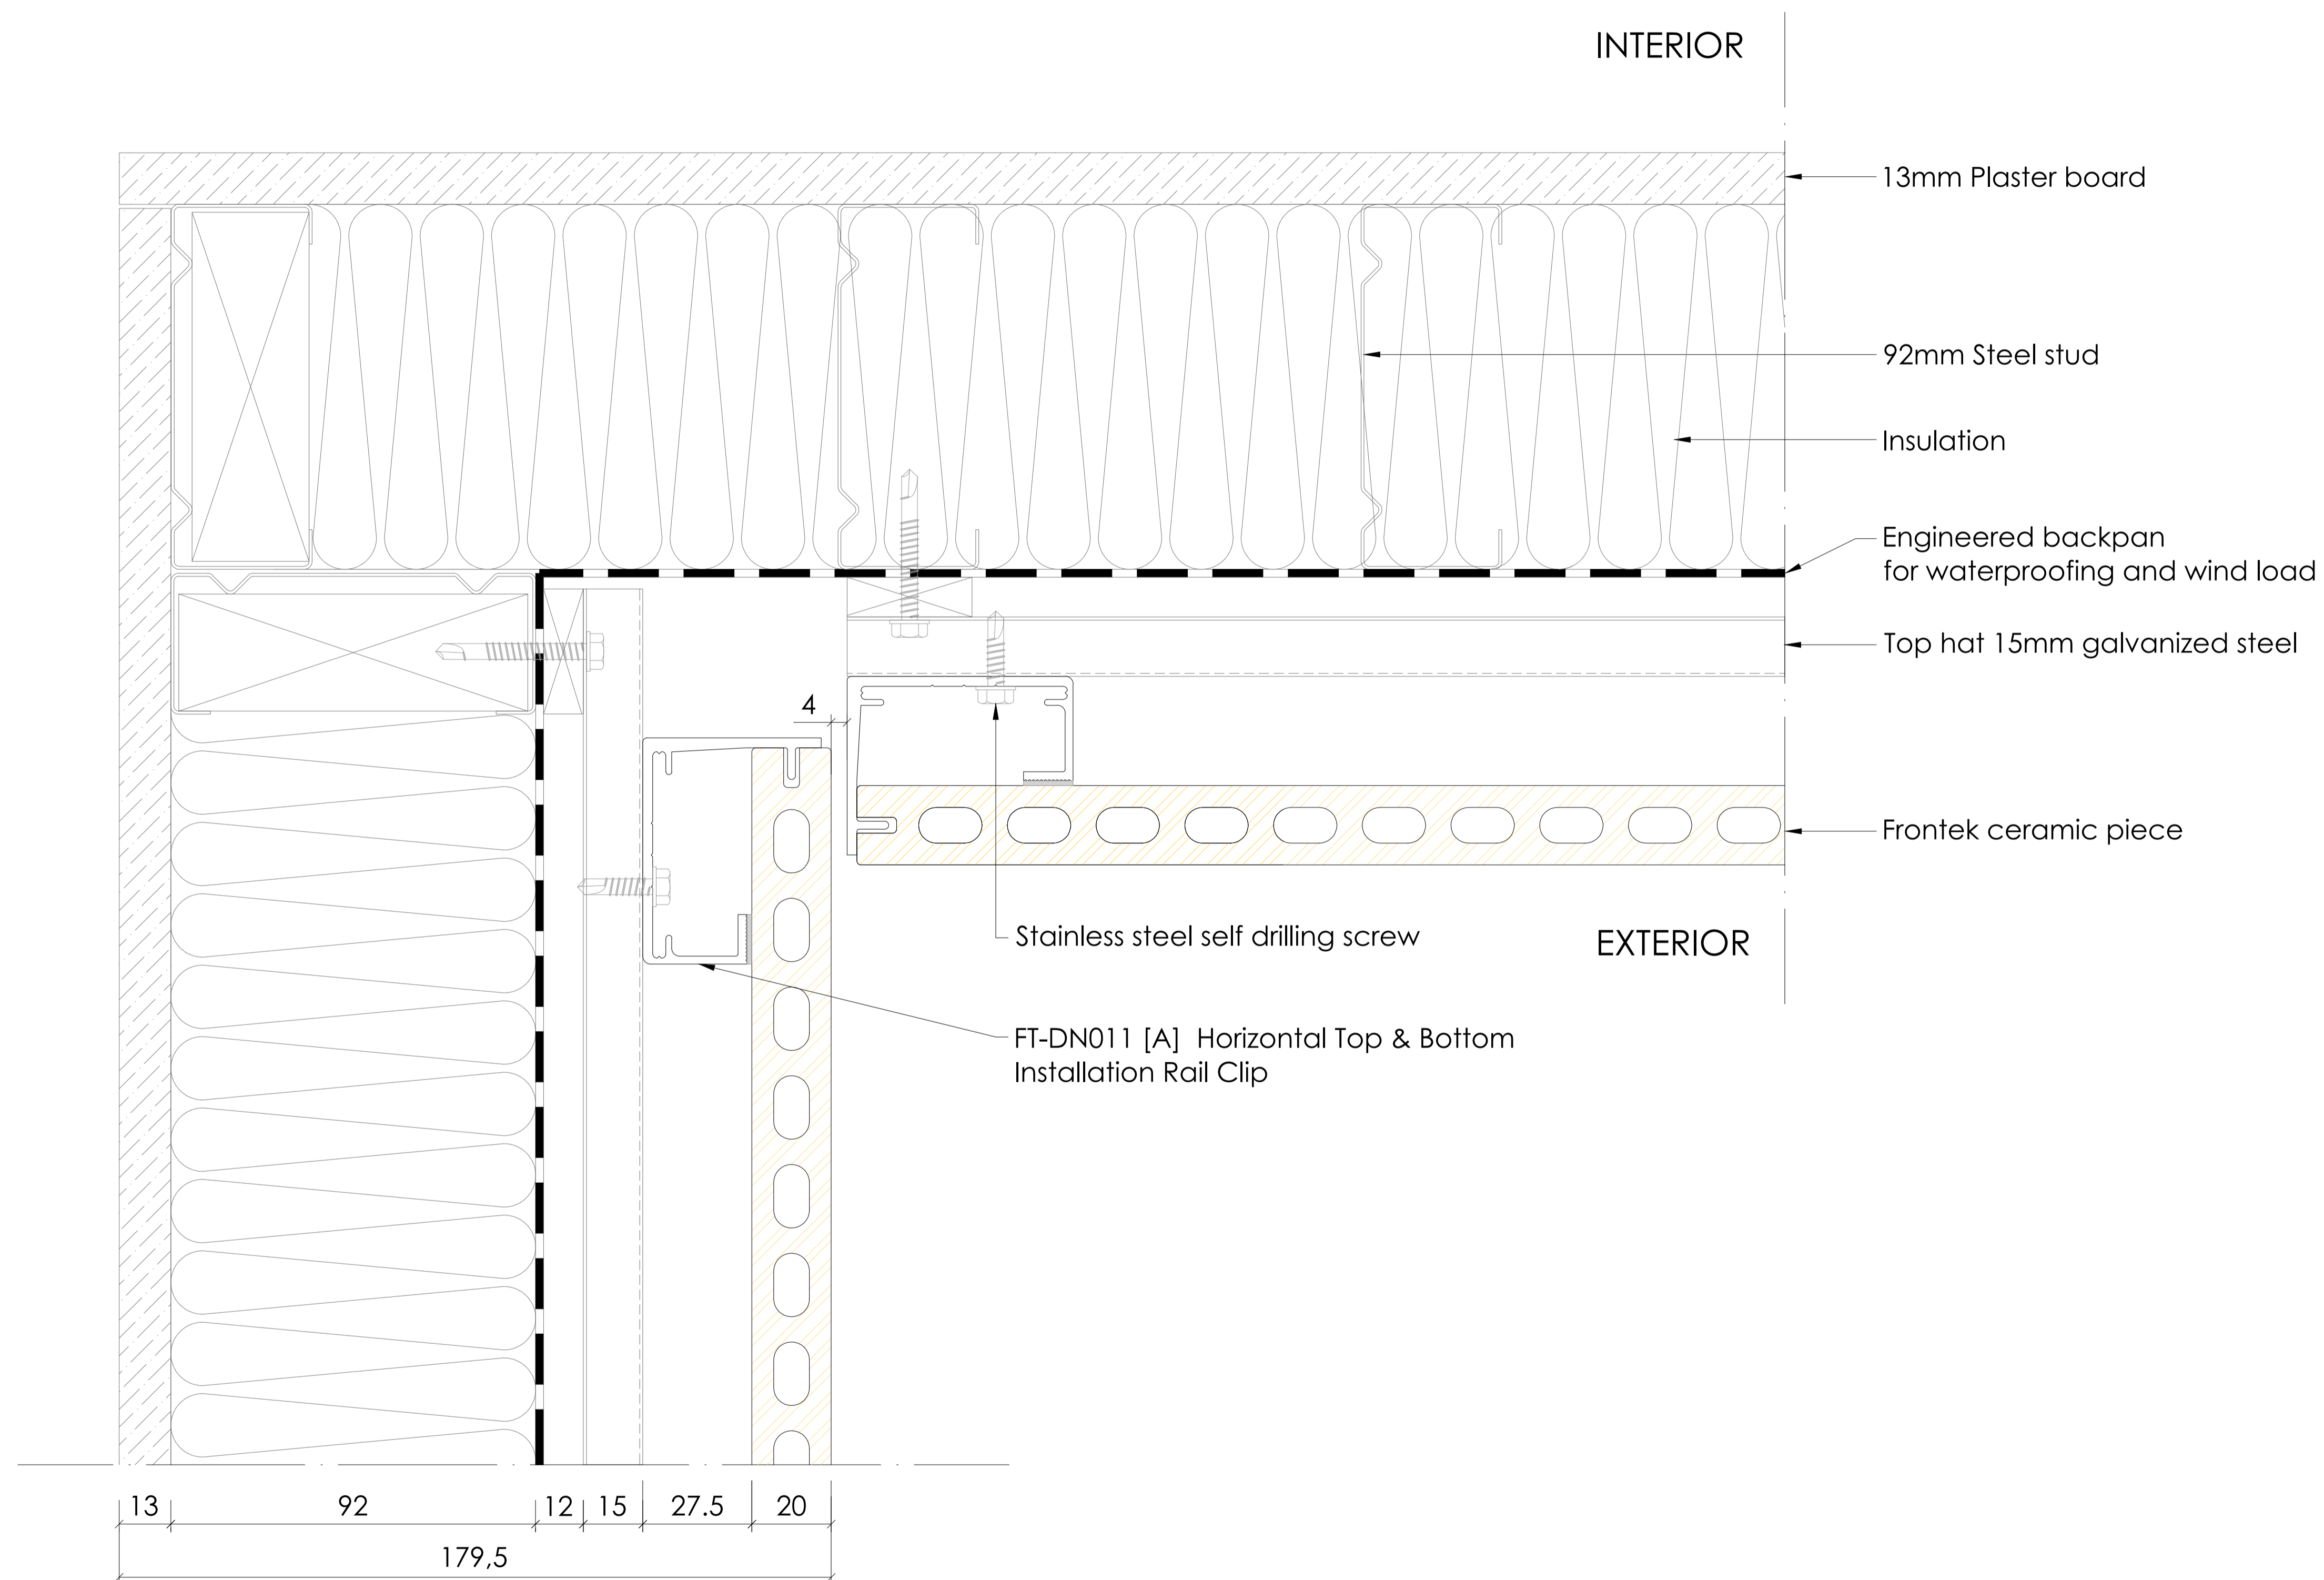 INTERIOR
13mm Plaster board
92mm Steel stud
Insulation
Engineered backpan
for waterproofing and wind load
Top hat 15mm galvanized steel
4
Frontek ceramic piece
Stainless steel self drilling screw
EXTERIOR
FT-DN011 [A]  Horizontal Top & Bottom
Installation Rail Clip
13 92 12 15 27.5 20
179,5